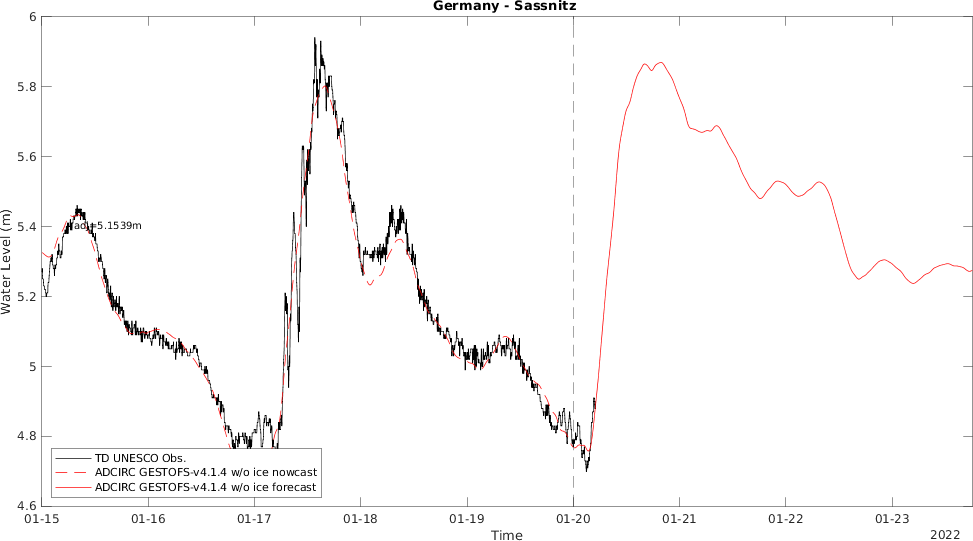 Germany - Sassnitz
6
5.8
5.6
5.4
5.2
5
4.8
4.6
Water Level (m)
adj=5.1539m
TD UNESCO Obs.
ADCIRC GESTOFS-v4.1.4 w/o ice nowcast
ADCIRC GESTOFS-v4.1.4 w/o ice forecast
01-15 01-16 01-17 01-18 01-19 01-20 01-21 01-22 01-23
Time
2022